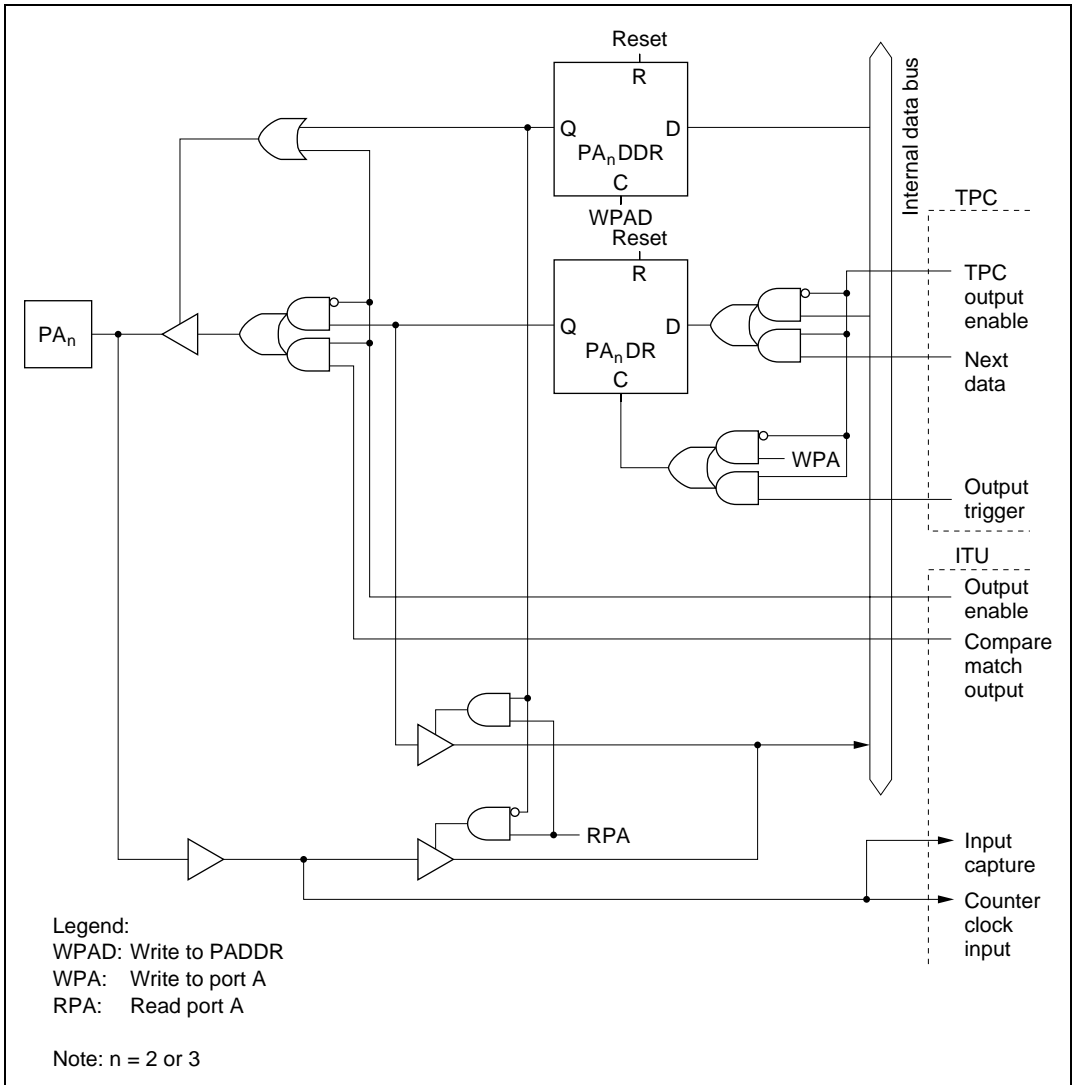 Reset
R
Q
D
PAnDDR
C
WPAD
Internal data bus
TPC
Reset
R
TPC
output
enable
PAn
Q
D
PAnDR
C
Next
data
WPA
Output
trigger
ITU
Output
enable
Compare
match
output
RPA
Input
capture
Counter
clock
input
Legend:
WPAD: Write to PADDR
WPA: Write to port A
RPA: Read port A
Note: n = 2 or 3